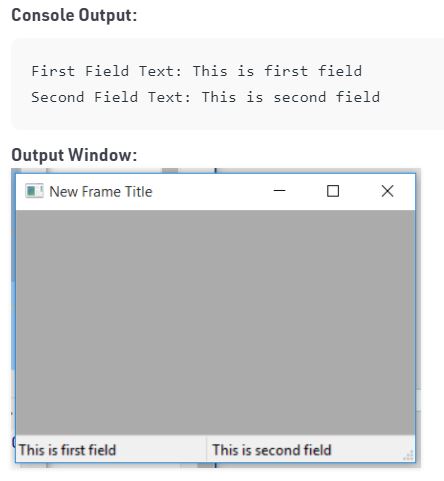 Console Output:
First Field Text: This is first field
Second Field Text: This is second field
Output Window:
New Frame Title
This is first field
This is second field